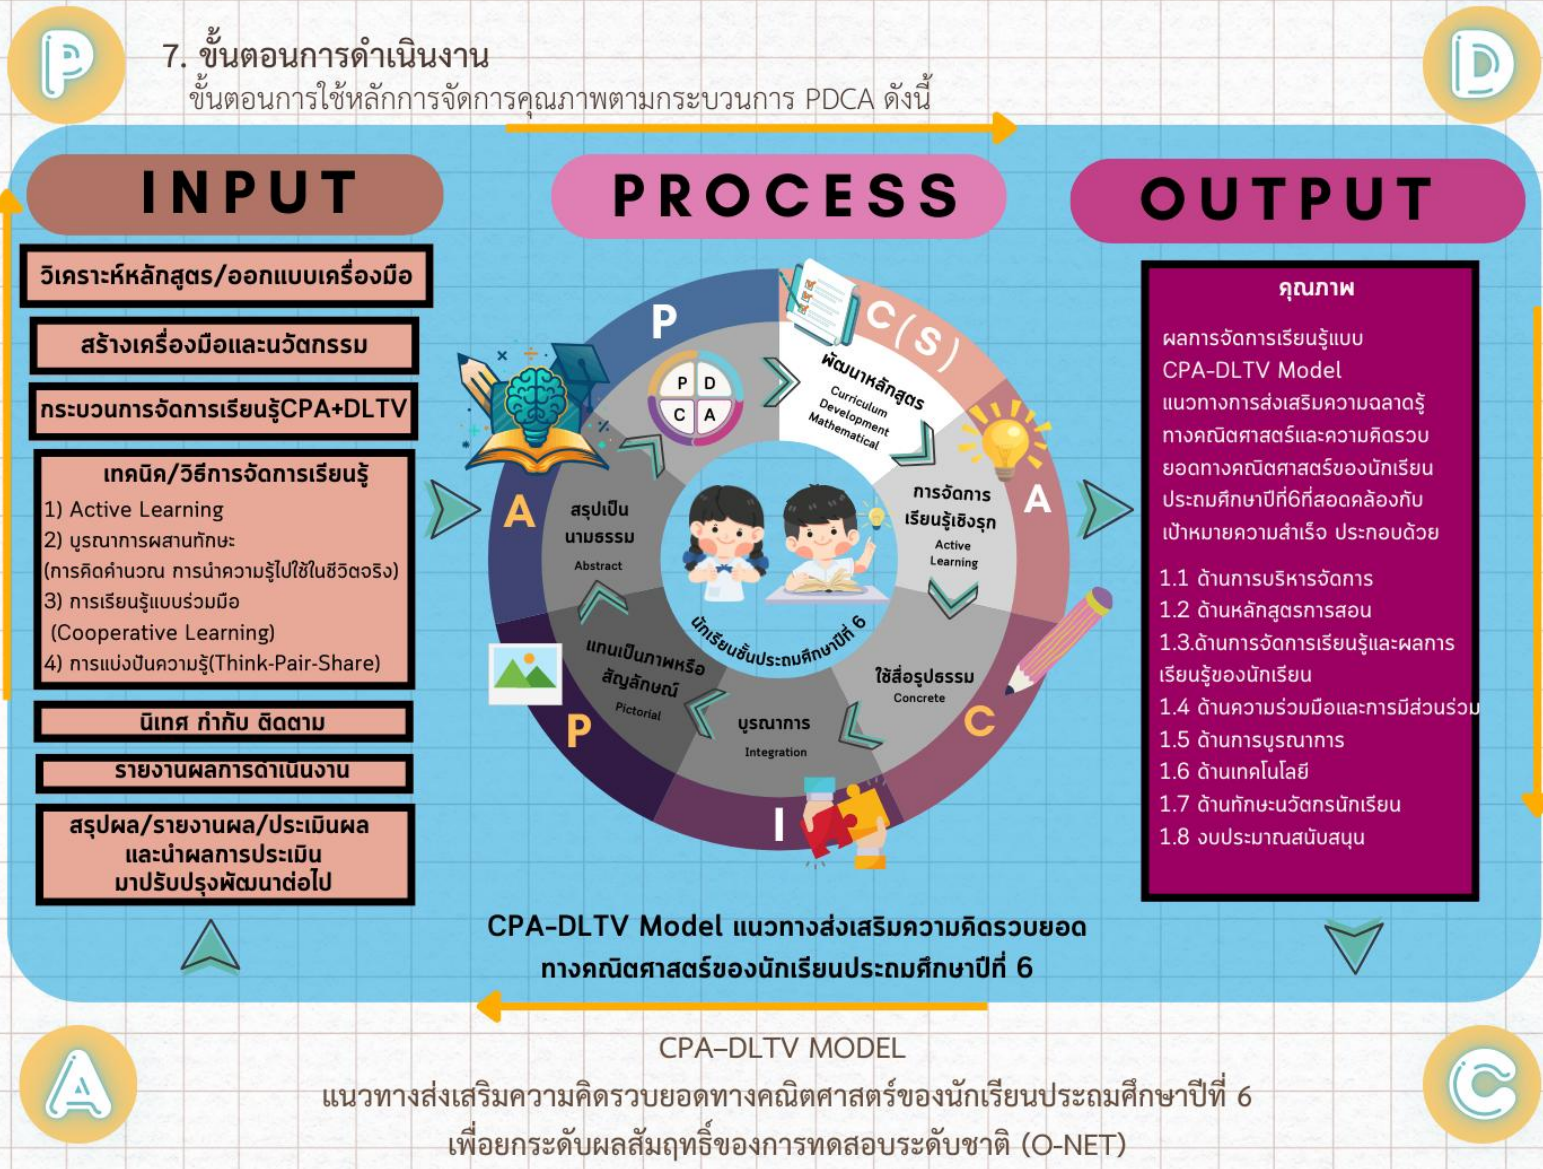 P
D
7. ขั้นตอนการดำเนินงาน
ขั้นตอนการใช้หลักการจัดการคุณภาพตามกระบวนการ PDCA ดังนี้
INPUT
วิเคราะห์หลักสูตร/ออกแบบเครื่องมือ
สร้างเครื่องมือและนวัตกรรม
กระบวนการจัดการเรียนรู้CPA+DLTV
เทคนิค/วิธีการจัดการเรียนรู้
1) Active Learning
2) บูรณาการผสานทักษะ
(การคิดคำนวณ การนำความรู้ไปใช้ในชีวิตจริง)
3) การเรียนรู้แบบร่วมมือ
(Cooperative Learning)
4) การแบ่งปันความรู้(Think-Pair-Share)
นิเทศ กำกับ ติดตาม
รายงานผลการดำเนินงาน
สรุปผล/รายงานผล/ประเมินผล
และนำผลการประเมิน
มาปรับปรุงพัฒนาต่อไป
PROCESS
P
P D
C A
C(S)
พัฒนาหลักสูตร
Curriculum
Development
Mathematical
A
การจัดการ
เรียนรู้เชิงรุก
Active
Learning
C
ใช้สื่อรูปธรรม
Concrete
I
บูรณาการ
Integration
P
แทนเป็นภาพหรือ
สัญลักษณ์
Pictorial
A
สรุปเป็น
นามธรรม
Abstract
นักเรียนชั้นประถมศึกษาปีที่ 6
CPA-DLTV Model แนวทางส่งเสริมความคิดรวบยอด
ทางคณิตศาสตร์ของนักเรียนประถมศึกษาปีที่ 6
OUTPUT
คุณภาพ
ผลการจัดการเรียนรู้แบบ
CPA-DLTV Model
แนวทางการส่งเสริมความฉลาดรู้
ทางคณิตศาสตร์และความคิดรวบ
ยอดทางคณิตศาสตร์ของนักเรียน
ประถมศึกษาปีที่6ที่สอดคล้องกับ
เป้าหมายความสำเร็จ ประกอบด้วย
1.1 ด้านการบริหารจัดการ
1.2 ด้านหลักสูตรการสอน
1.3.ด้านการจัดการเรียนรู้และผลการ
เรียนรู้ของนักเรียน
1.4 ด้านความร่วมมือและการมีส่วนร่วม
1.5 ด้านการบูรณาการ
1.6 ด้านเทคโนโลยี
1.7 ด้านทักษะนวัตกรนักเรียน
1.8 งบประมาณสนับสนุน
A
C
CPA–DLTV MODEL
แนวทางส่งเสริมความคิดรวบยอดทางคณิตศาสตร์ของนักเรียนประถมศึกษาปีที่ 6
เพื่อยกระดับผลสัมฤทธิ์ของการทดสอบระดับชาติ (O-NET)